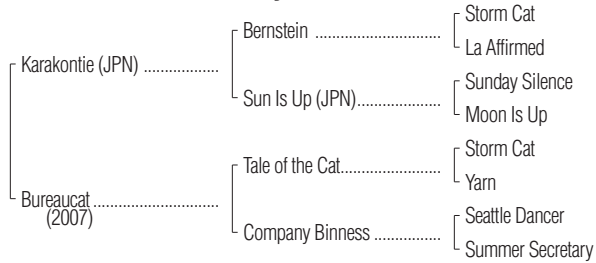 Storm Cat
Bernstein ..................
La Affirmed
Karakontie (JPN) ..................
Sunday Silence
Sun Is Up (JPN)....................
Moon Is Up
Storm Cat
Tale of the Cat........................
Yarn
Bureaucat ..............................
(2007)
Seattle Dancer
Company Binness ................
Summer Secretary